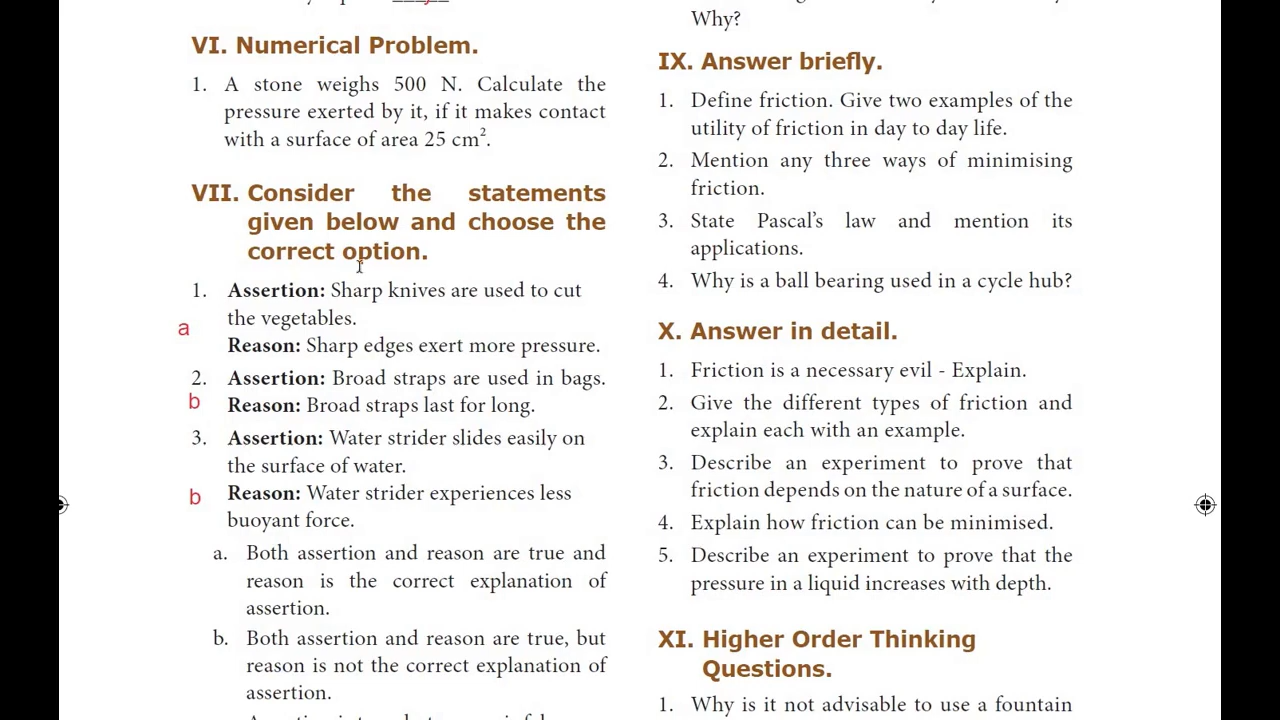 Why?
VI. Numerical Problem.
1. A stone weighs 500 N. Calculate the
pressure exerted by it, if it makes contact
with a surface of area 25 cm².
VII. Consider the statements
given below and choose the
correct option.
1. Assertion: Sharp knives are used to cut
the vegetables.
a
Reason: Sharp edges exert more pressure.
2. Assertion: Broad straps are used in bags.
b
Reason: Broad straps last for long.
3. Assertion: Water strider slides easily on
the surface of water.
b
Reason: Water strider experiences less
buoyant force.
a. Both assertion and reason are true and
reason is the correct explanation of
assertion.
b. Both assertion and reason are true, but
reason is not the correct explanation of
assertion.
IX. Answer briefly.
1. Define friction. Give two examples of the
utility of friction in day to day life.
2. Mention any three ways of minimising
friction.
3. State Pascal’s law and mention its
applications.
4. Why is a ball bearing used in a cycle hub?
X. Answer in detail.
1. Friction is a necessary evil - Explain.
2. Give the different types of friction and
explain each with an example.
3. Describe an experiment to prove that
friction depends on the nature of a surface.
4. Explain how friction can be minimised.
5. Describe an experiment to prove that the
pressure in a liquid increases with depth.
XI. Higher Order Thinking
Questions.
1. Why is it not advisable to use a fountain